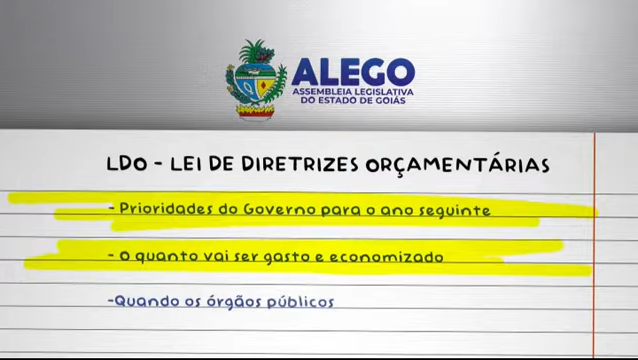 ALEGO
ASSEMBLEIA LEGISLATIVA
DO ESTADO DE GOIÁS
LDO - LEI DE DIRETRIZES ORÇAMENTÁRIAS
- Prioridades do Governo para o ano seguinte
- O quanto vai ser gasto e economizado
-Quando os órgãos públicos